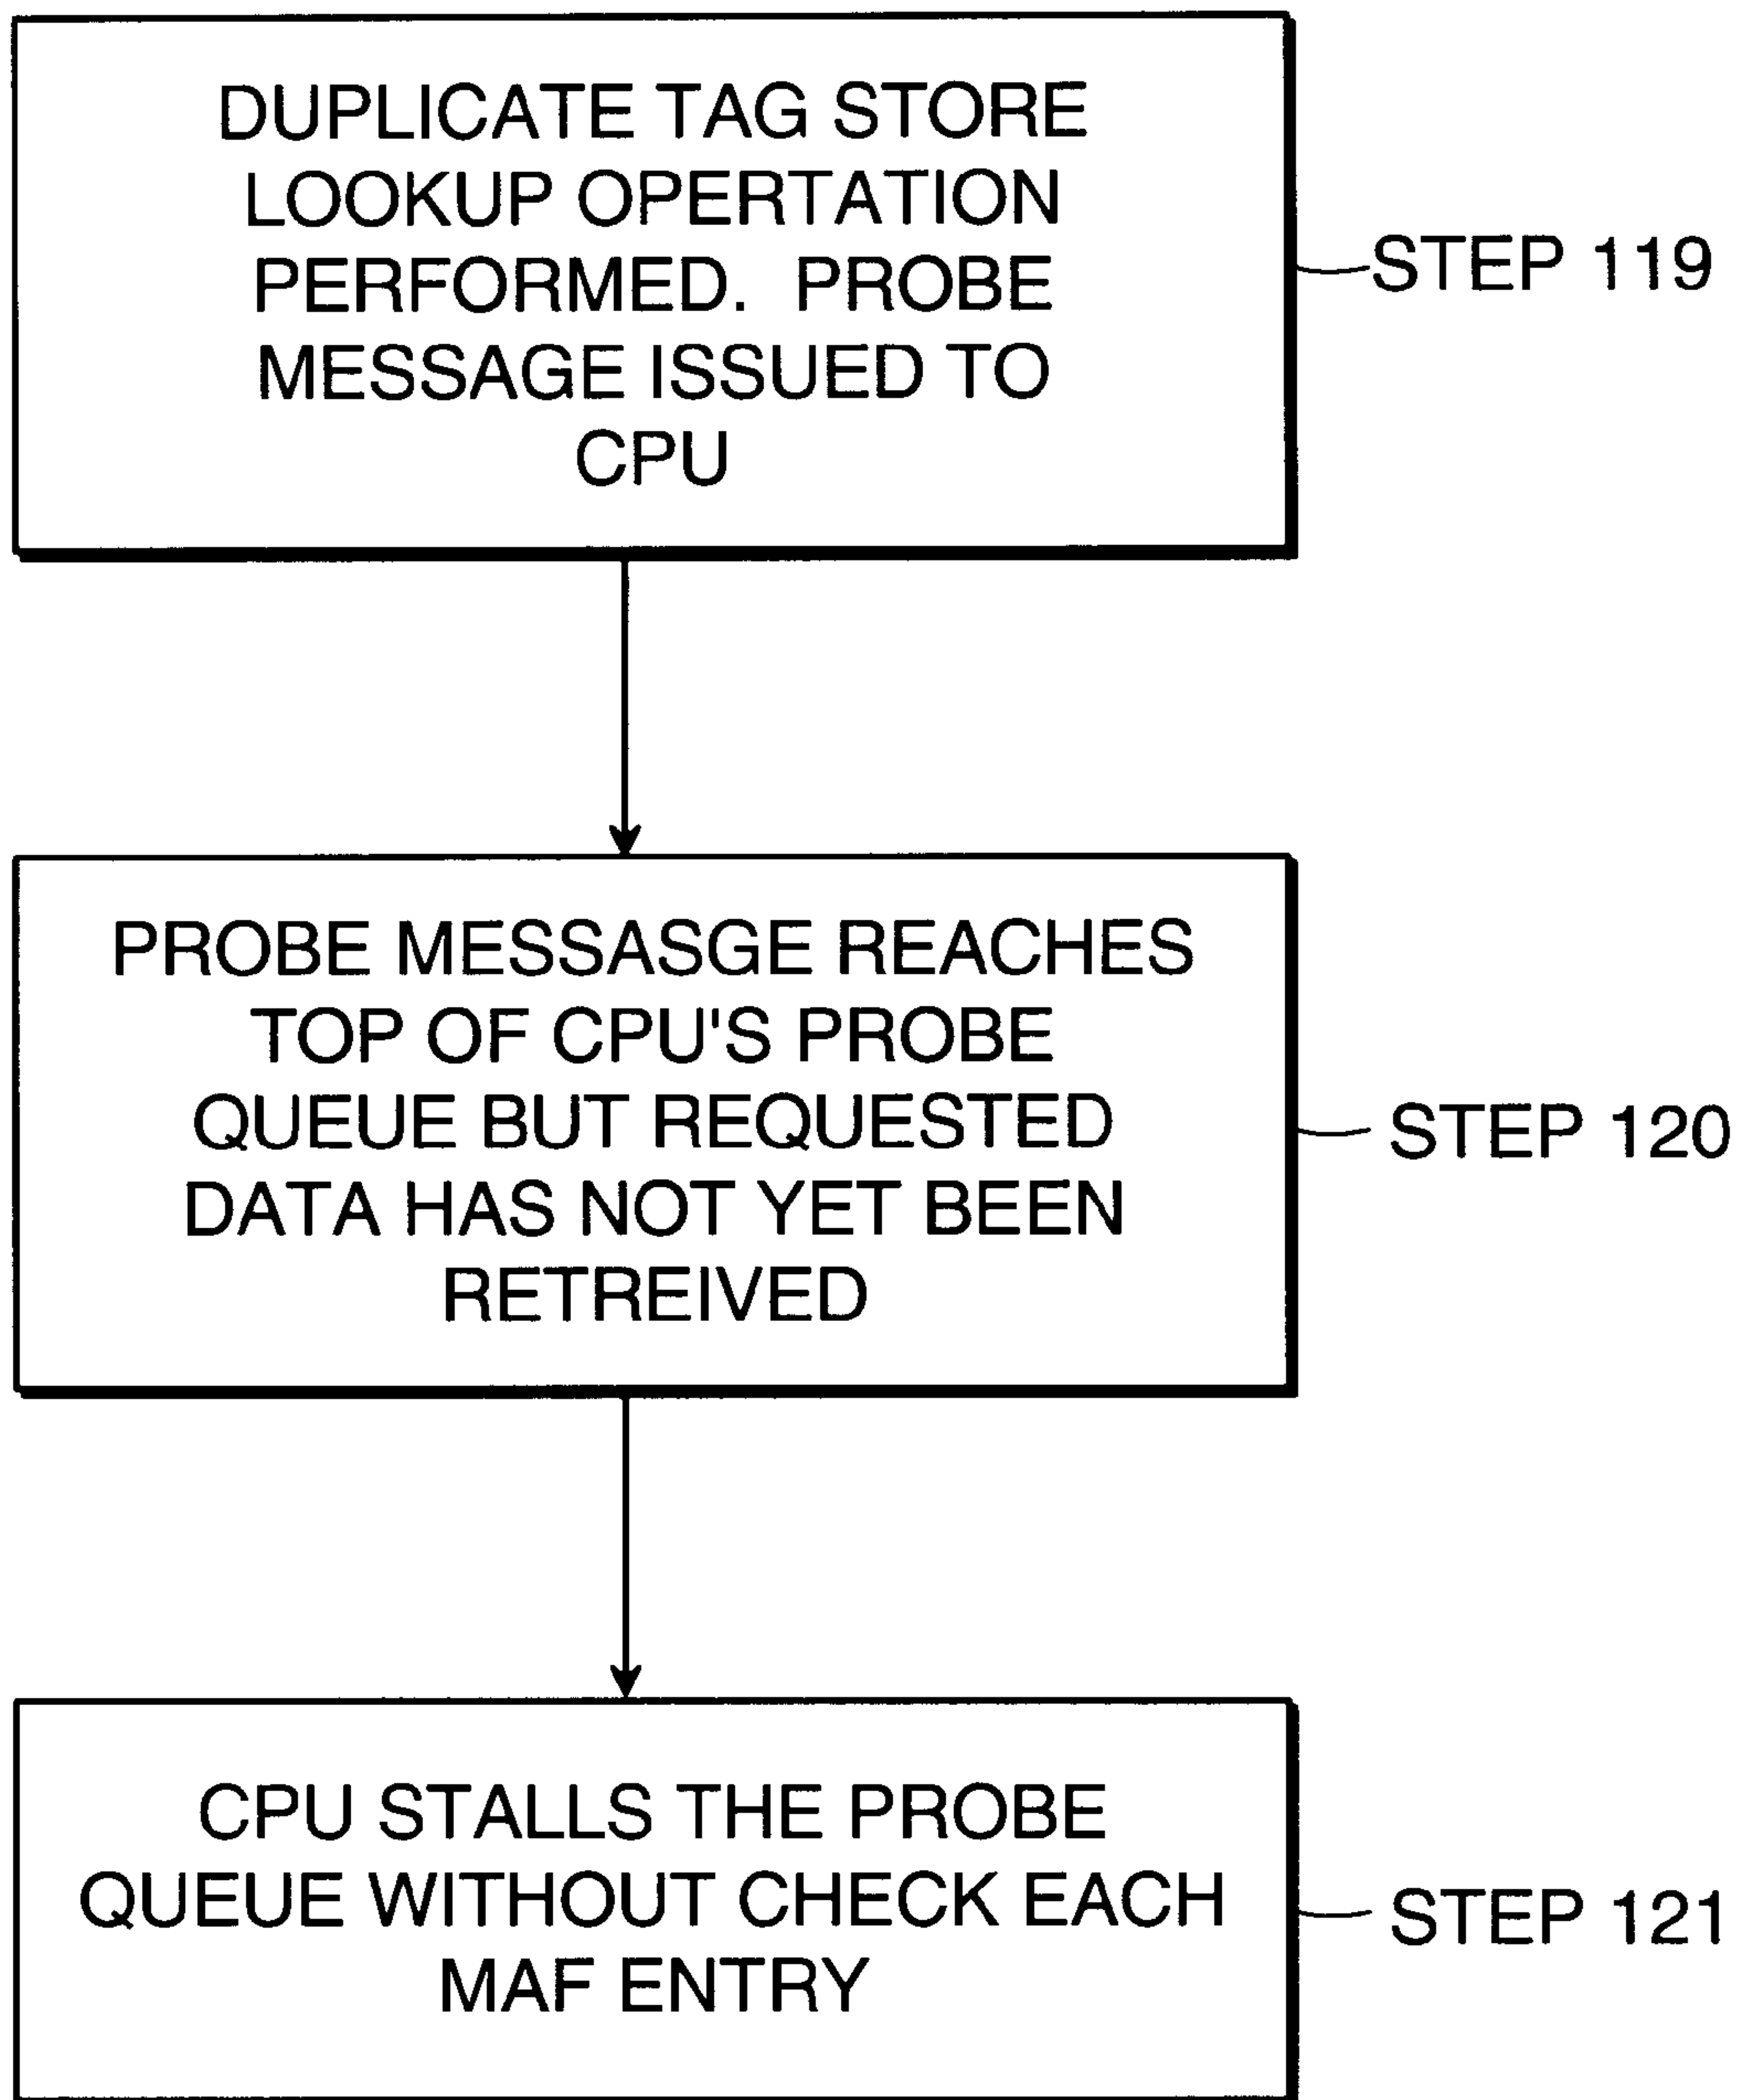 DUPLICATE TAG STORE
LOOKUP OPERTATION
PERFORMED. PROBE
MESSAGE ISSUED TO
CPU
STEP 119
PROBE MESSASGE REACHES
TOP OF CPU'S PROBE
QUEUE BUT REQUESTED
DATA HAS NOT YET BEEN
RETREIVED
STEP 120
CPU STALLS THE PROBE
QUEUE WITHOUT CHECK EACH
MAF ENTRY
STEP 121